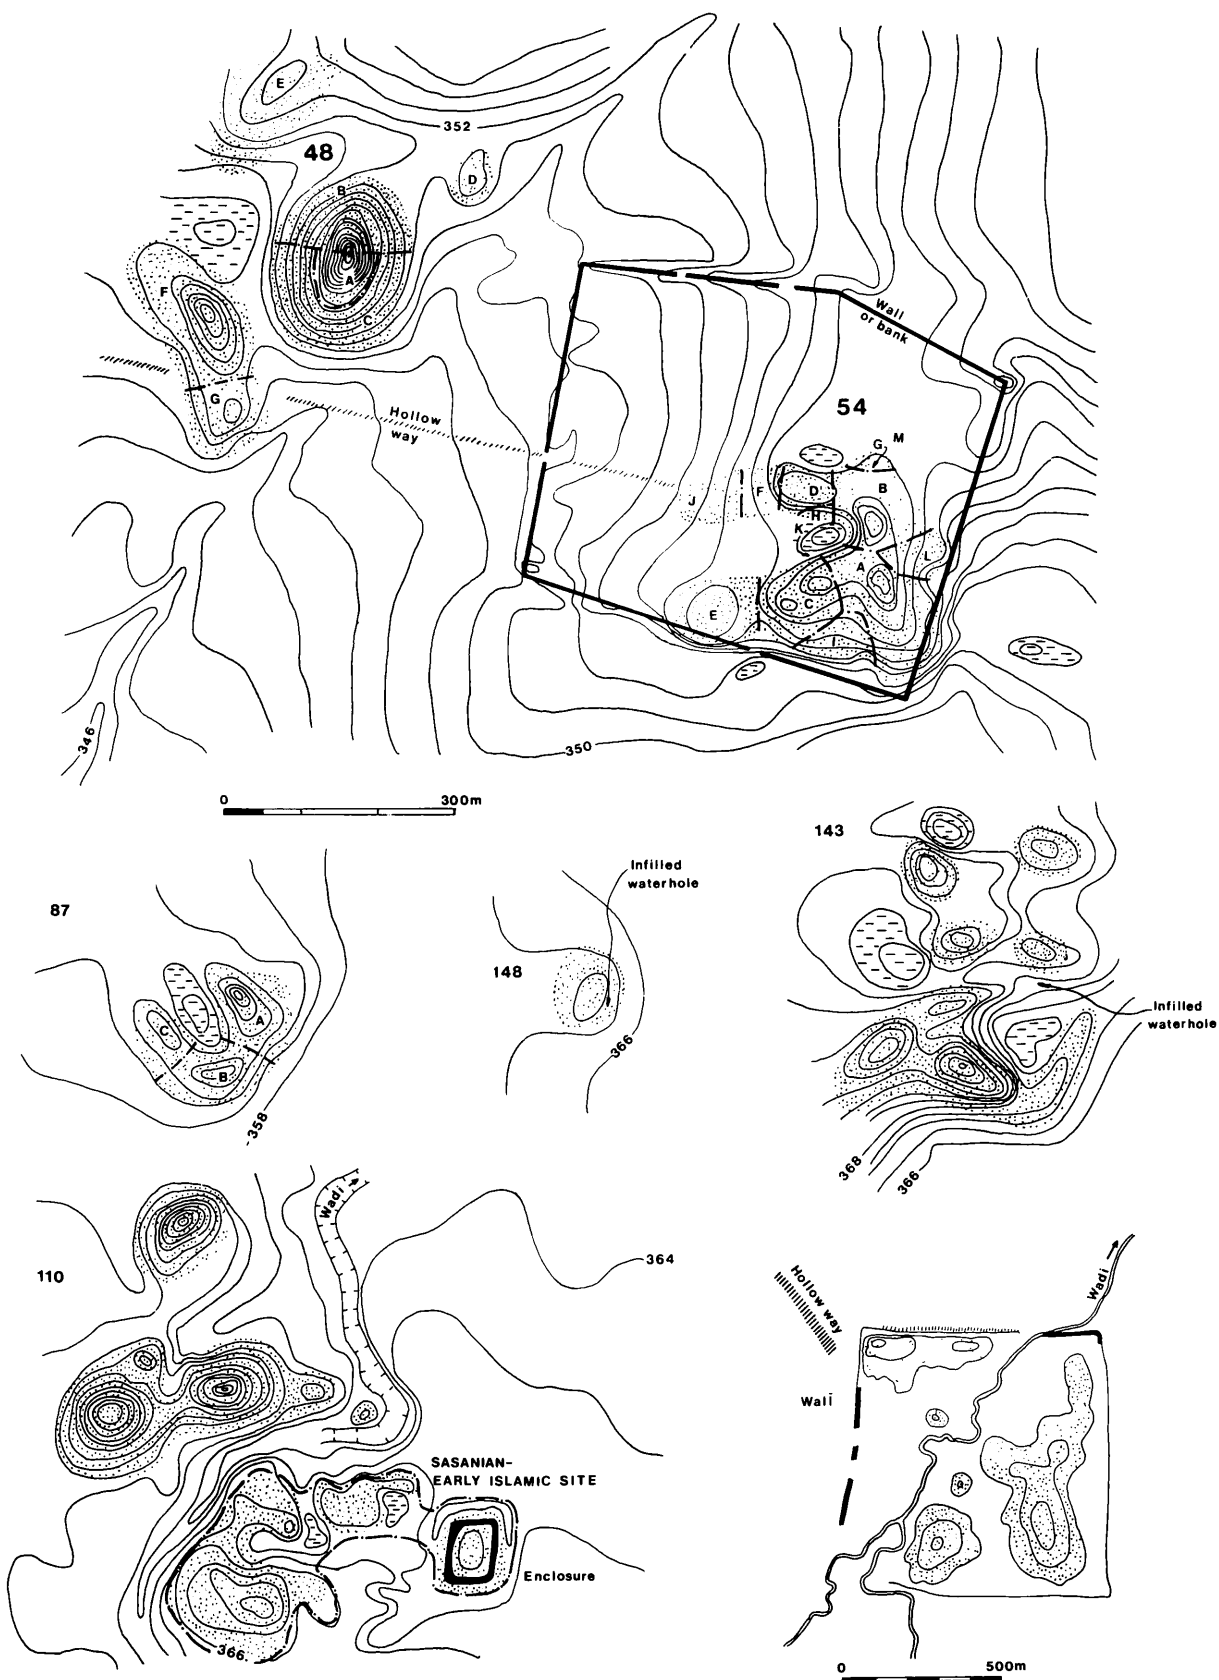 E
352
48
D
B
A
F
C
Wall
or bank
54
G
Hollow
way
G M
J
F
D
B
H
K
A
L
C
E
I
346
350
0 300m
143
Infilled
waterhole
87
148
C
A
B
366
Infilled
waterhole
358
368
366
Wadi
364
110
Hollow way
Wadi
Wall
SASANIAN-
EARLY ISLAMIC SITE
Enclosure
366
0 500m